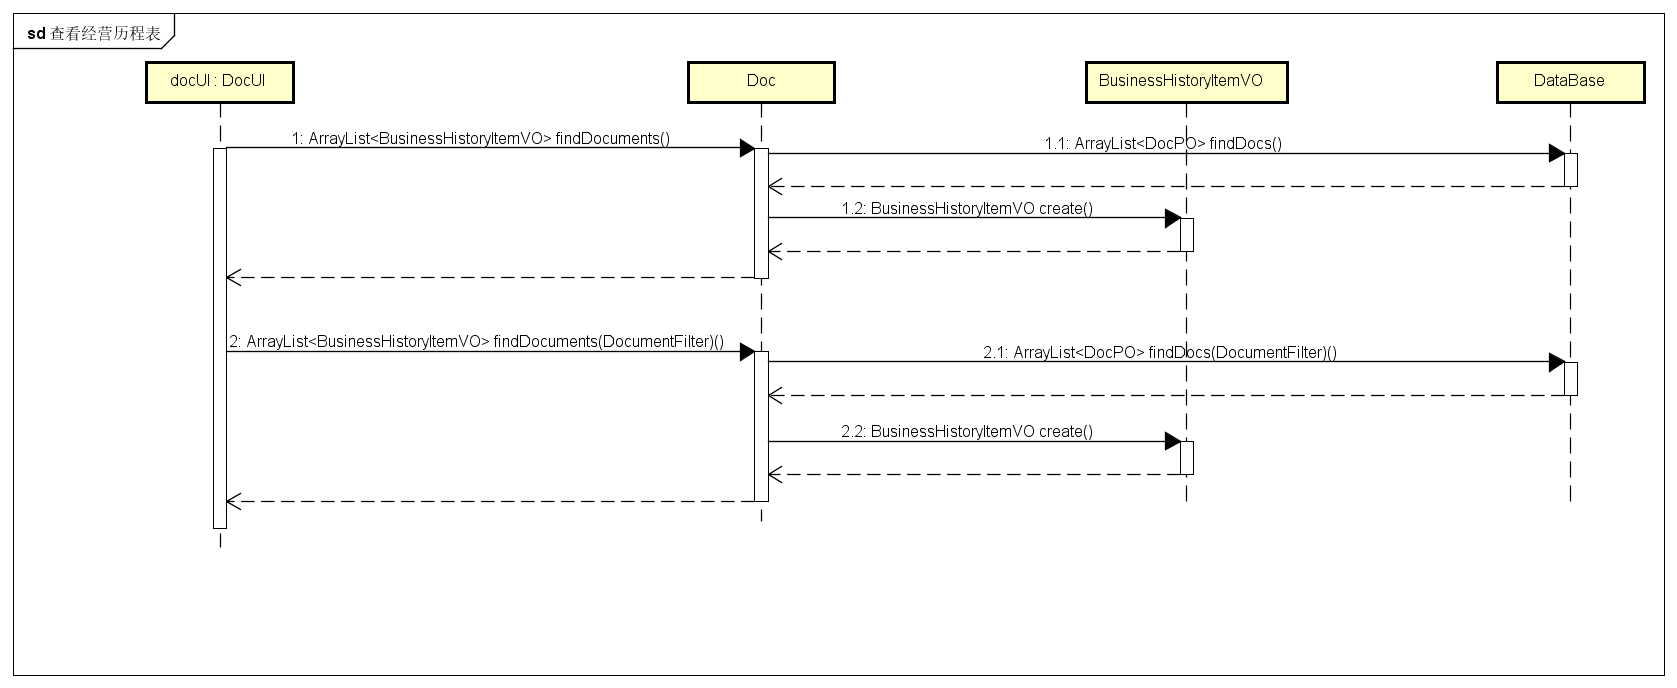 sd 查看经营历程表
docUI : DocUI
Doc
BusinessHistoryItemVO
DataBase
1: ArrayList<BusinessHistoryItemVO> findDocuments()
1.1: ArrayList<DocPO> findDocs()
1.2: BusinessHistoryItemVO create()
2: ArrayList<BusinessHistoryItemVO> findDocuments(DocumentFilter)()
2.1: ArrayList<DocPO> findDocs(DocumentFilter)()
2.2: BusinessHistoryItemVO create()